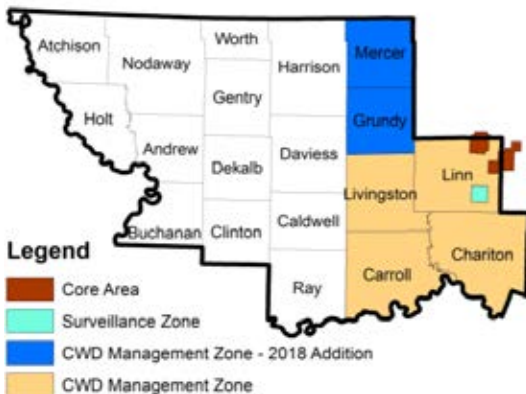 Worth
Mercer
Atchison
Harrison
Nodaway
Gentry
Holt
Grundy
Andrew
Daviess
Dekalb
Linn
Livingston
Caldwell
Buchanan
Clinton
Chariton
Carroll
Ray
Legend
Core Area
Surveillance Zone
CWD Management Zone - 2018 Addition
CWD Management Zone